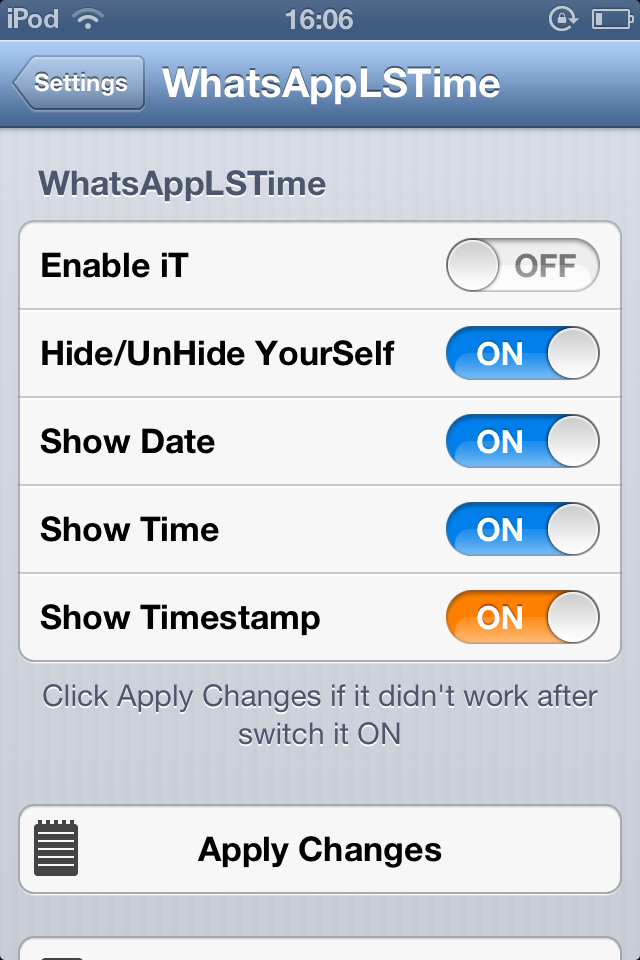 iPod 16:06
Settings WhatsAppLSTime
WhatsAppLSTime
Enable iT OFF
Hide/UnHide YourSelf ON
Show Date ON
Show Time ON
Show Timestamp ON
Click Apply Changes if it didn't work after
switch it ON
Apply Changes